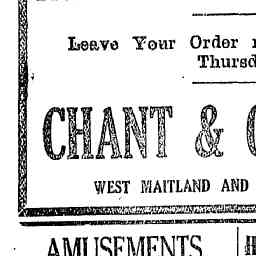 Leave Your Order
Thursd
CHANT &
WEST MAITLAND AND
AMUSEMENTS